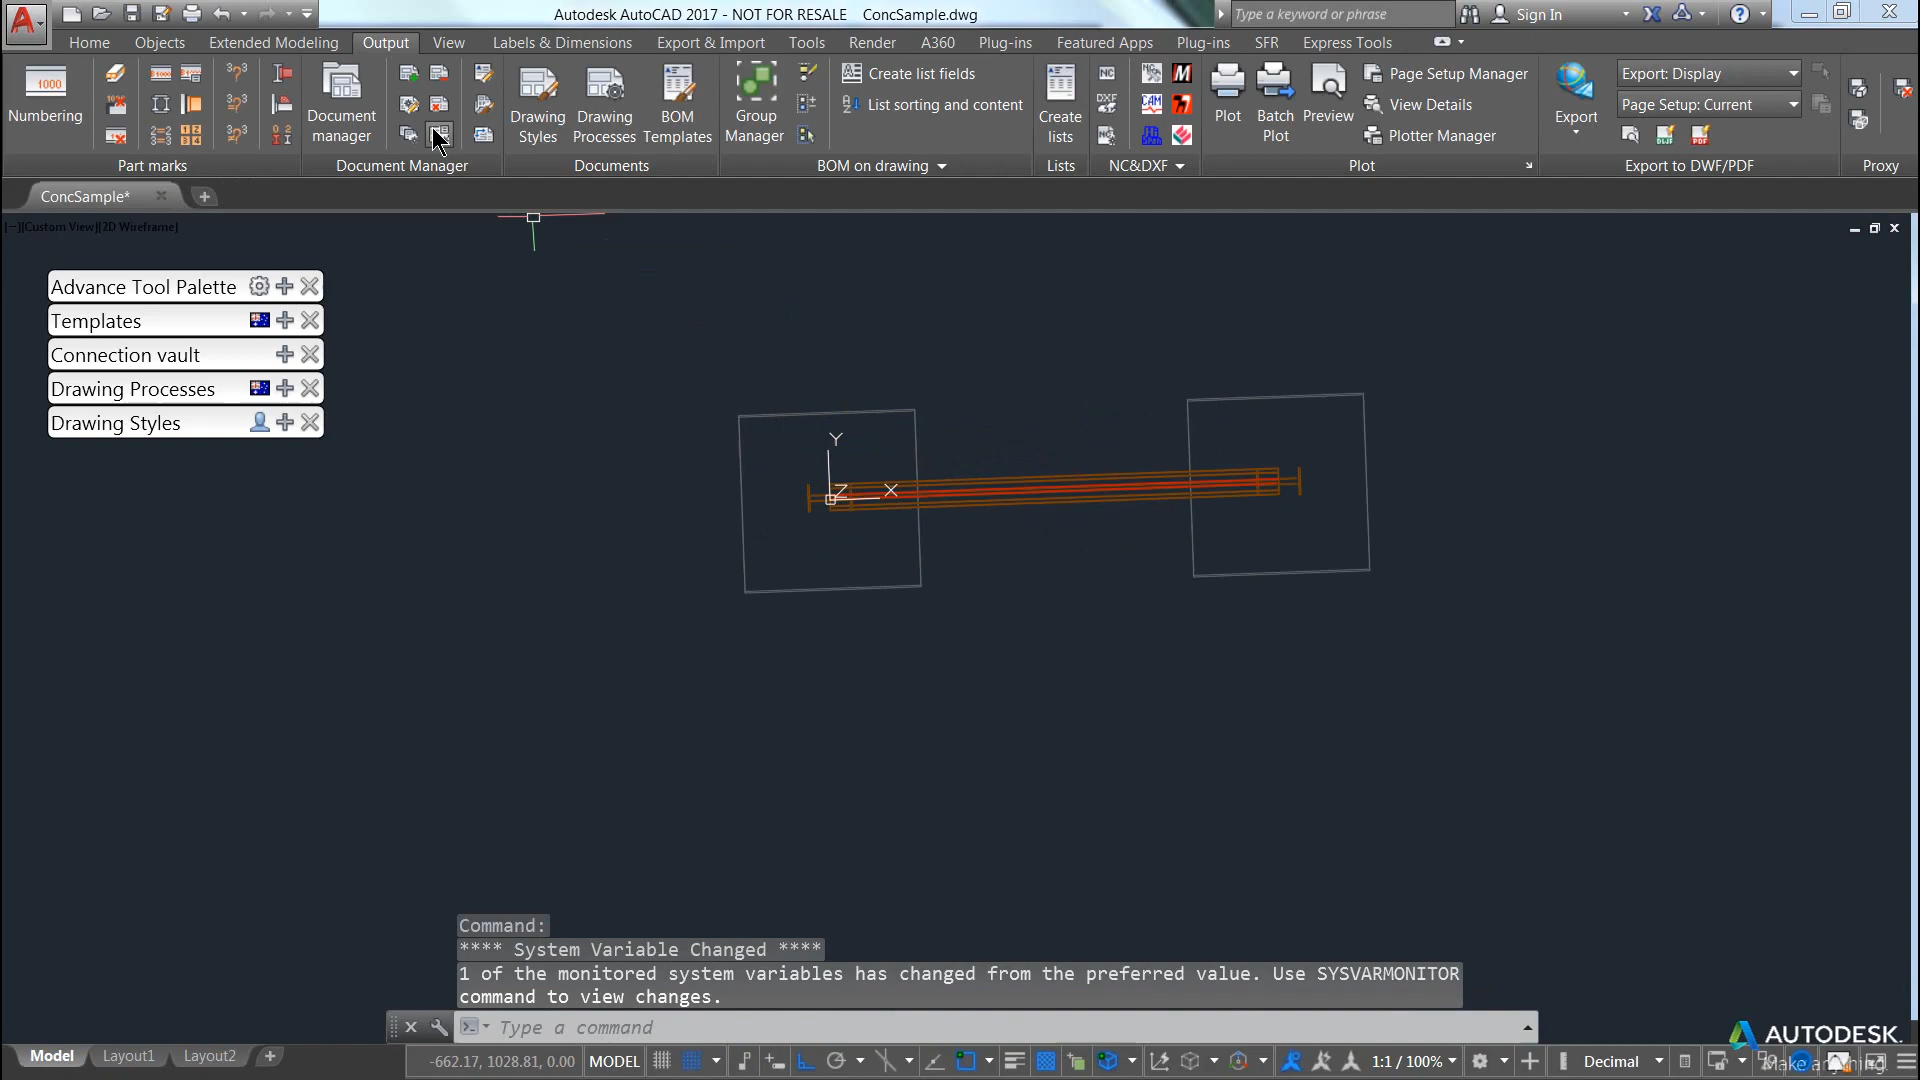 Autodesk AutoCAD 2017 - NOT FOR RESALE ConcSample.dwg
Type a keyword or phrase
Sign In
Home Objects Extended Modeling Output View Labels & Dimensions Export & Import Tools Render A360 Plug-ins Featured Apps Plug-ins SFR Express Tools
Numbering
Document manager
Drawing Styles
Drawing Processes
BOM Templates
Group Manager
Create list fields
List sorting and content
Create lists
NC
DXF
CAM
Plot
Batch Plot
Preview
Page Setup Manager
View Details
Plotter Manager
Export
Export: Display
Page Setup: Current
Part marks
Document Manager
Documents
BOM on drawing
Lists
NC&DXF
Plot
Export to DWF/PDF
Proxy
ConcSample*
[−][Custom View][2D Wireframe]
Advance Tool Palette
Templates
Connection vault
Drawing Processes
Drawing Styles
Y
Z
X
Command:
**** System Variable Changed ****
1 of the monitored system variables has changed from the preferred value. Use SYSVARMONITOR
command to view changes.
Type a command
AUTODESK.
Make anything.
Model Layout1 Layout2
-662.17, 1028.81, 0.00 MODEL 1:1 / 100% Decimal